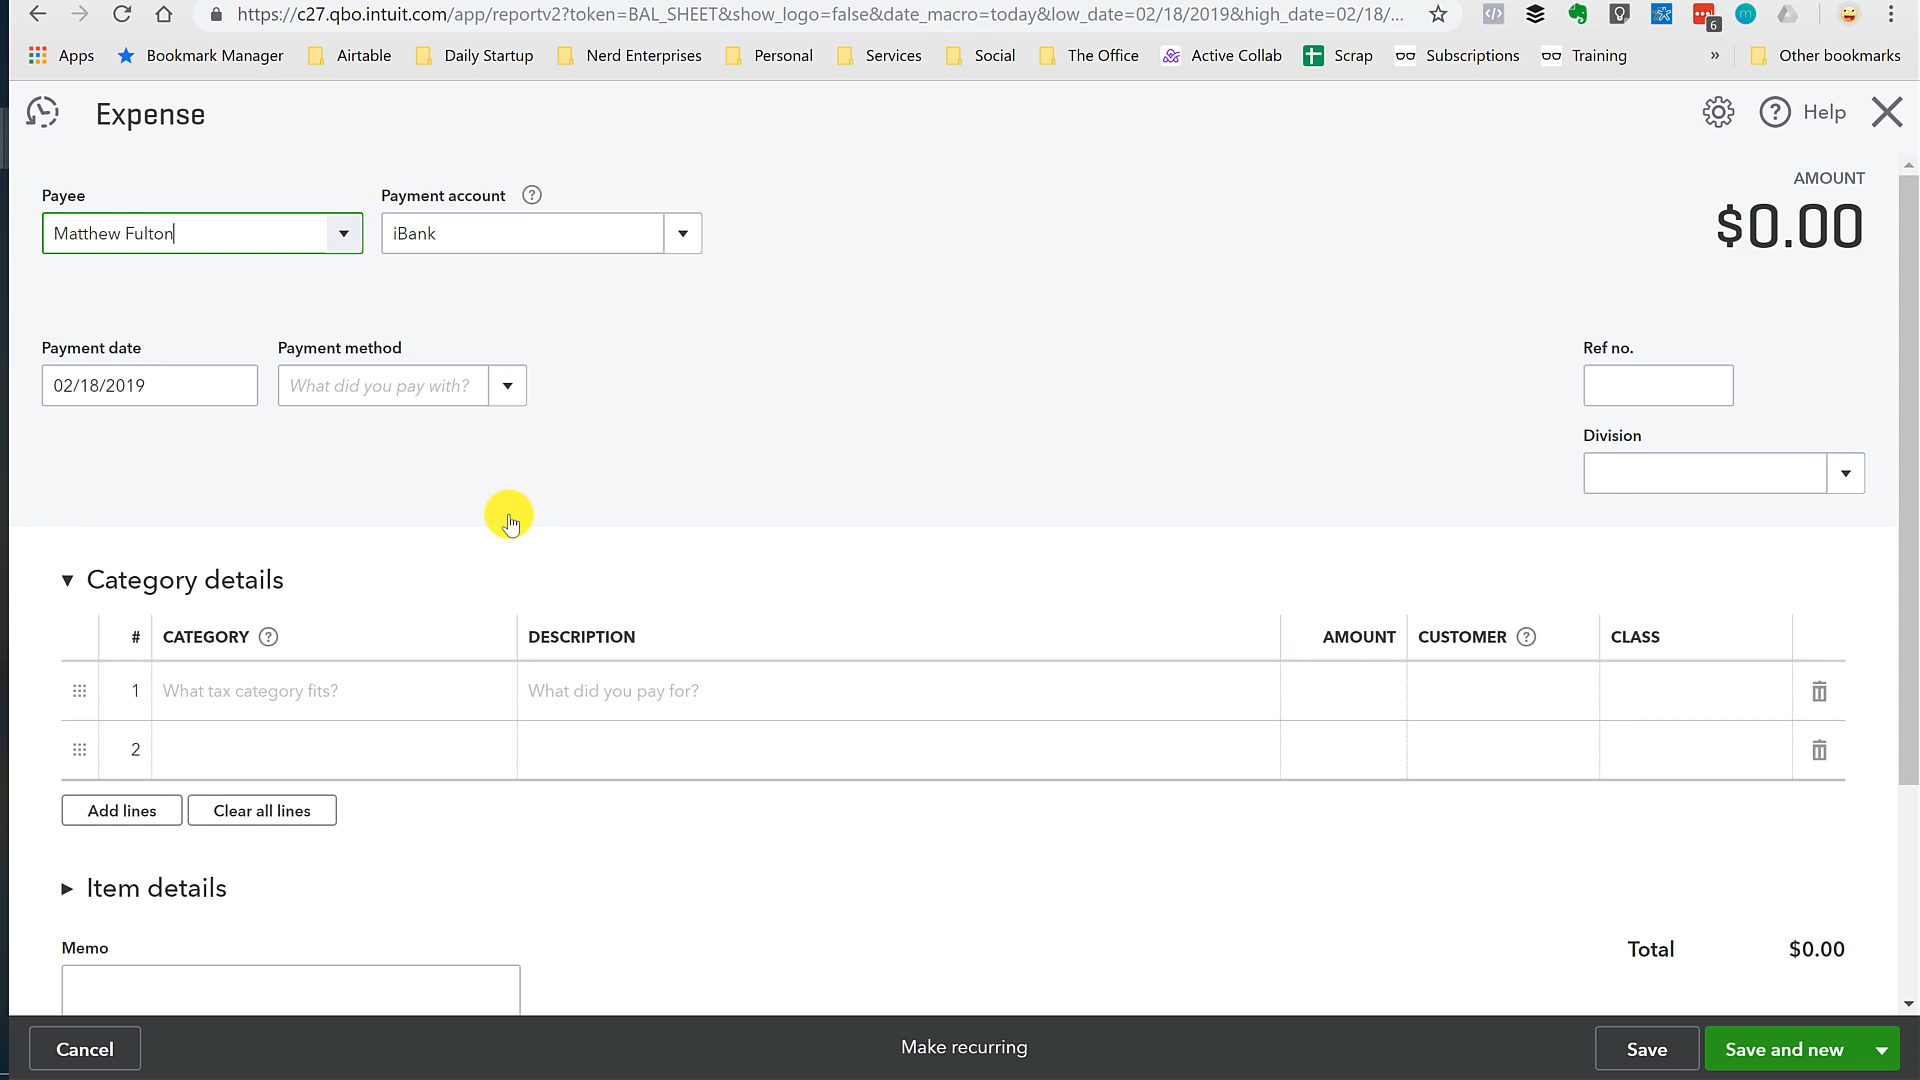 https://c27.qbo.intuit.com/app/reportv2?token=BAL_SHEET&show_logo=false&date_macro=today&low_date=02/18/2019&high_date=02/18/...
6
m
Apps
Bookmark Manager
Airtable
Daily Startup
Nerd Enterprises
Personal
Services
Social
The Office
Active Collab
Scrap
Subscriptions
Training
»
Other bookmarks
Expense
? Help
Payee
Payment account ?
AMOUNT
Matthew Fulton
iBank
$0.00
Payment date
Payment method
Ref no.
02/18/2019
What did you pay with?
Division
Category details
# CATEGORY ? DESCRIPTION AMOUNT CUSTOMER ? CLASS
1 What tax category fits? What did you pay for?
2
Add lines
Clear all lines
Item details
Memo
Total $0.00
Cancel
Make recurring
Save
Save and new